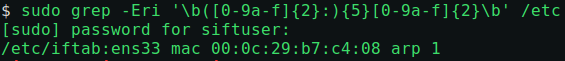 $ sudo grep -Eri '\b([0-9a-f]{2}:){5}[0-9a-f]{2}\b' /etc
[sudo] password for siftuser:
/etc/iftab:ens33 mac 00:0c:29:b7:c4:08 arp 1